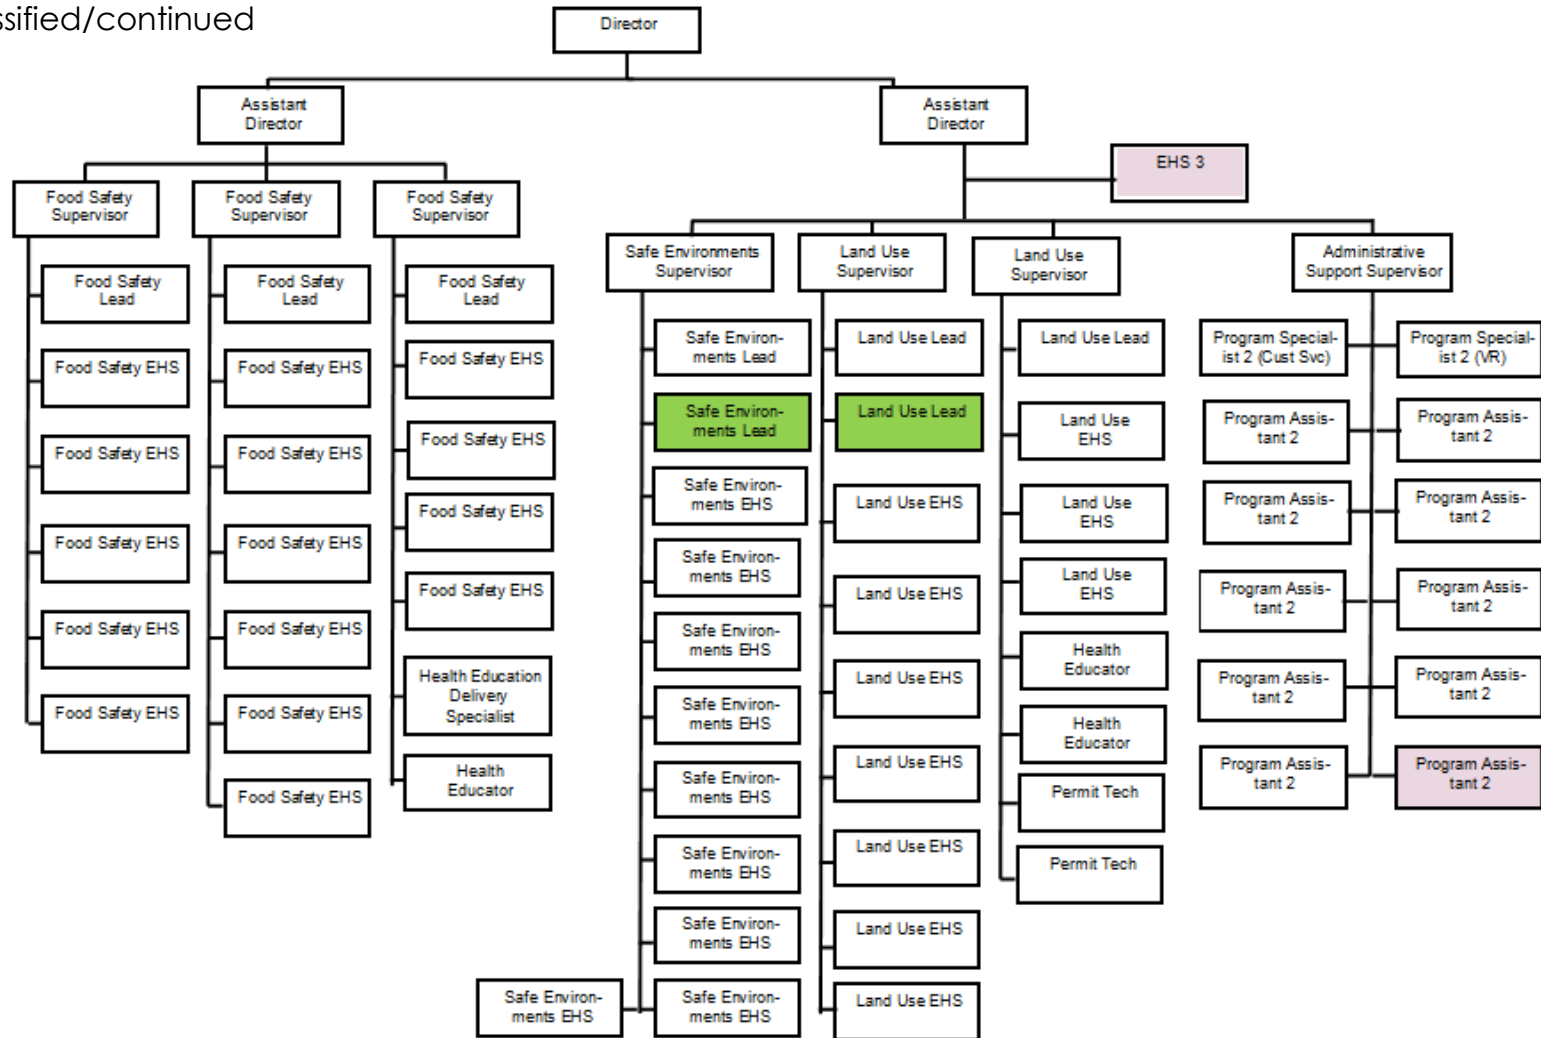 ssified/continued
Director
Assistant
Director
Assistant
Director
EHS 3
Food Safety
Supervisor
Food Safety
Supervisor
Food Safety
Supervisor
Safe Environments
Supervisor
Land Use
Supervisor
Land Use
Supervisor
Administrative
Support Supervisor
Food Safety
Lead
Food Safety EHS
Food Safety EHS
Food Safety EHS
Food Safety EHS
Food Safety EHS
Food Safety
Lead
Food Safety EHS
Food Safety EHS
Food Safety EHS
Food Safety EHS
Food Safety EHS
Food Safety EHS
Food Safety
Lead
Food Safety EHS
Food Safety EHS
Food Safety EHS
Food Safety EHS
Health Education
Delivery
Specialist
Health
Educator
Safe Environ-
ments Lead
Safe Environ-
ments Lead
Safe Environ-
ments EHS
Safe Environ-
ments EHS
Safe Environ-
ments EHS
Safe Environ-
ments EHS
Safe Environ-
ments EHS
Safe Environ-
ments EHS
Safe Environ-
ments EHS
Safe Environ-
ments EHS
Safe Environ-
ments EHS
Land Use Lead
Land Use Lead
Land Use EHS
Land Use EHS
Land Use EHS
Land Use EHS
Land Use EHS
Land Use EHS
Land Use EHS
Land Use Lead
Land Use
EHS
Land Use
EHS
Land Use
EHS
Health
Educator
Health
Educator
Permit Tech
Permit Tech
Program Special-
ist 2 (Cust Svc)
Program Special-
ist 2 (VR)
Program Assis-
tant 2
Program Assis-
tant 2
Program Assis-
tant 2
Program Assis-
tant 2
Program Assis-
tant 2
Program Assis-
tant 2
Program Assis-
tant 2
Program Assis-
tant 2
Program Assis-
tant 2
Program Assis-
tant 2